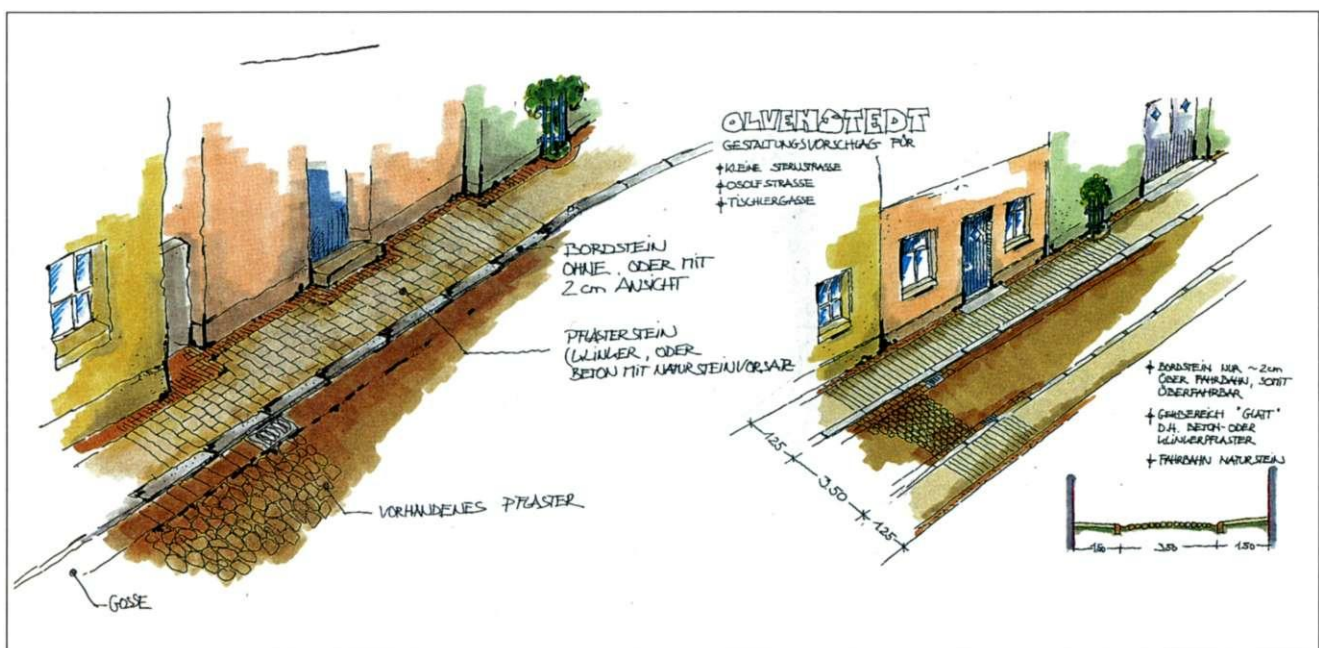 OLVENSTEDT
GESTALTUNGSVORSCHLAG FÜR
KLEINE STERNSTRASSE
OSOLFSTRASSE
TISCHLERGASSE
BORDSTEIN
OHNE, ODER MIT
2 cm ANSICHT
PFLASTERSTEIN
(KLINKER, ODER
BETON MIT NATURSTEINVORSATZ
VORHANDENES PFLASTER
GOSSE
BORDSTEIN NUR ~2cm
ÜBER FAHRBAHN, SOMIT
ÜBERFAHRBAR
GEHBEREICH "GLATT"
D.H. BETON- ODER
KLINKERPFLASTER
FAHRBAHN NATURSTEIN
1.25
3.50
1.25
1.50 3.50 1.50